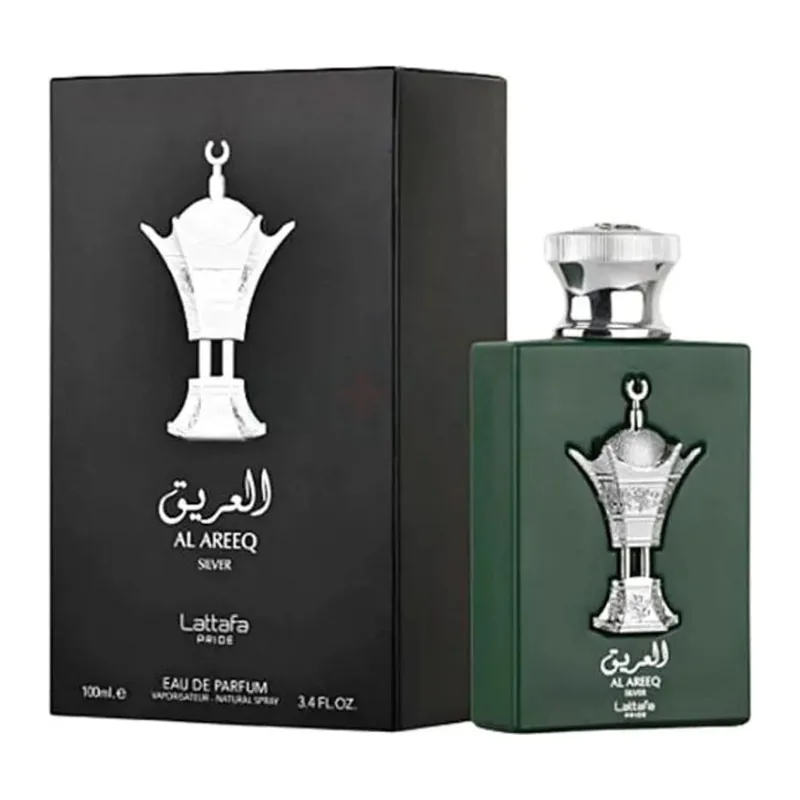 العريق
AL AREEQ
SILVER
Lattafa
PRIDE
100ml.e
EAU DE PARFUM
VAPORISATEUR - NATURAL SPRAY
3.4 FL.OZ.
العريق
AL AREEQ
SILVER
Lattafa
PRIDE